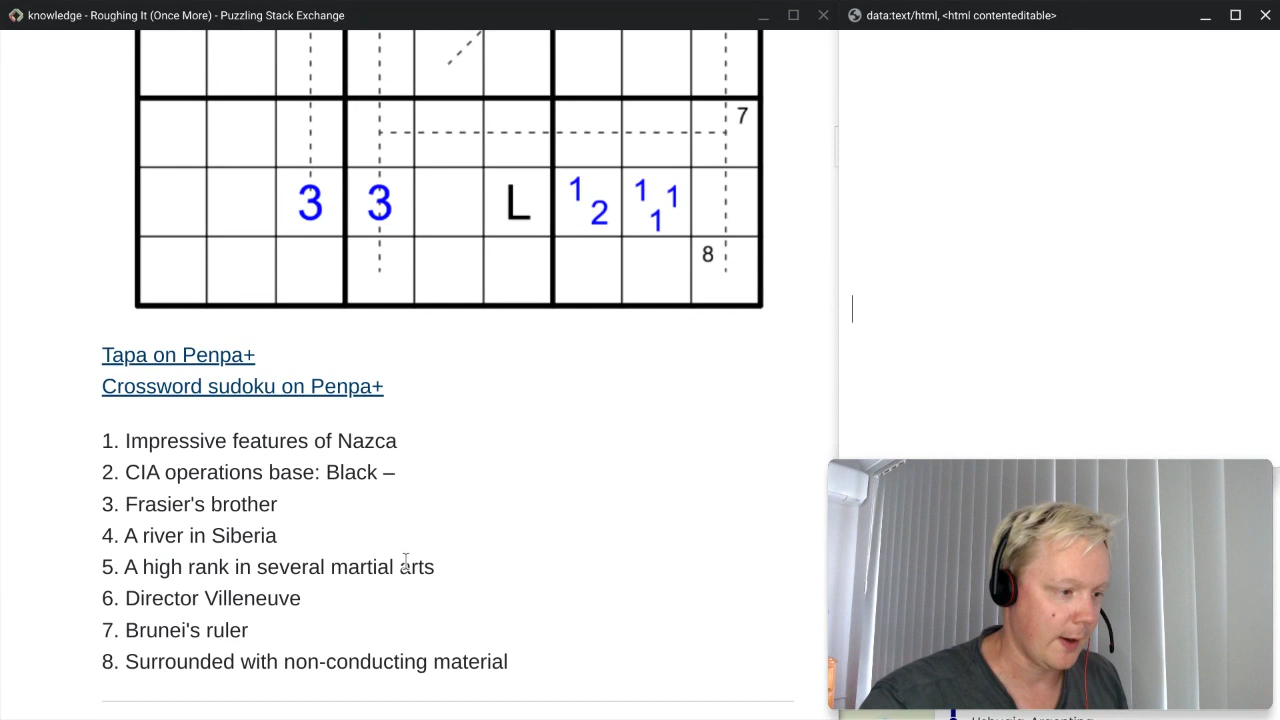 knowledge - Roughing It (Once More) - Puzzling Stack Exchange
data:text/html, <html contenteditable>
7
3 3 L 1 2 1 1 1
8
Tapa on Penpa+
Crossword sudoku on Penpa+
1. Impressive features of Nazca
2. CIA operations base: Black –
3. Frasier's brother
4. A river in Siberia
5. A high rank in several martial arts
6. Director Villeneuve
7. Brunei's ruler
8. Surrounded with non-conducting material